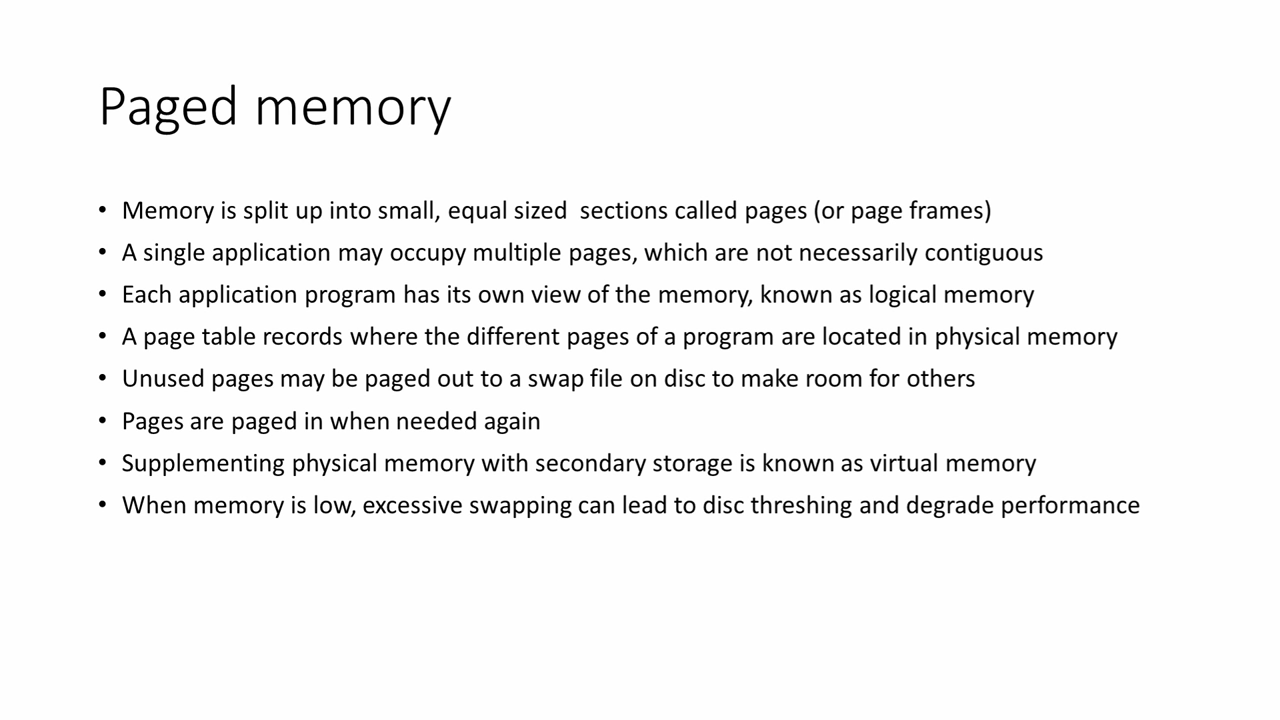 Paged memory
• Memory is split up into small, equal sized  sections called pages (or page frames)
• A single application may occupy multiple pages, which are not necessarily contiguous
• Each application program has its own view of the memory, known as logical memory
• A page table records where the different pages of a program are located in physical memory
• Unused pages may be paged out to a swap file on disc to make room for others
• Pages are paged in when needed again
• Supplementing physical memory with secondary storage is known as virtual memory
• When memory is low, excessive swapping can lead to disc threshing and degrade performance